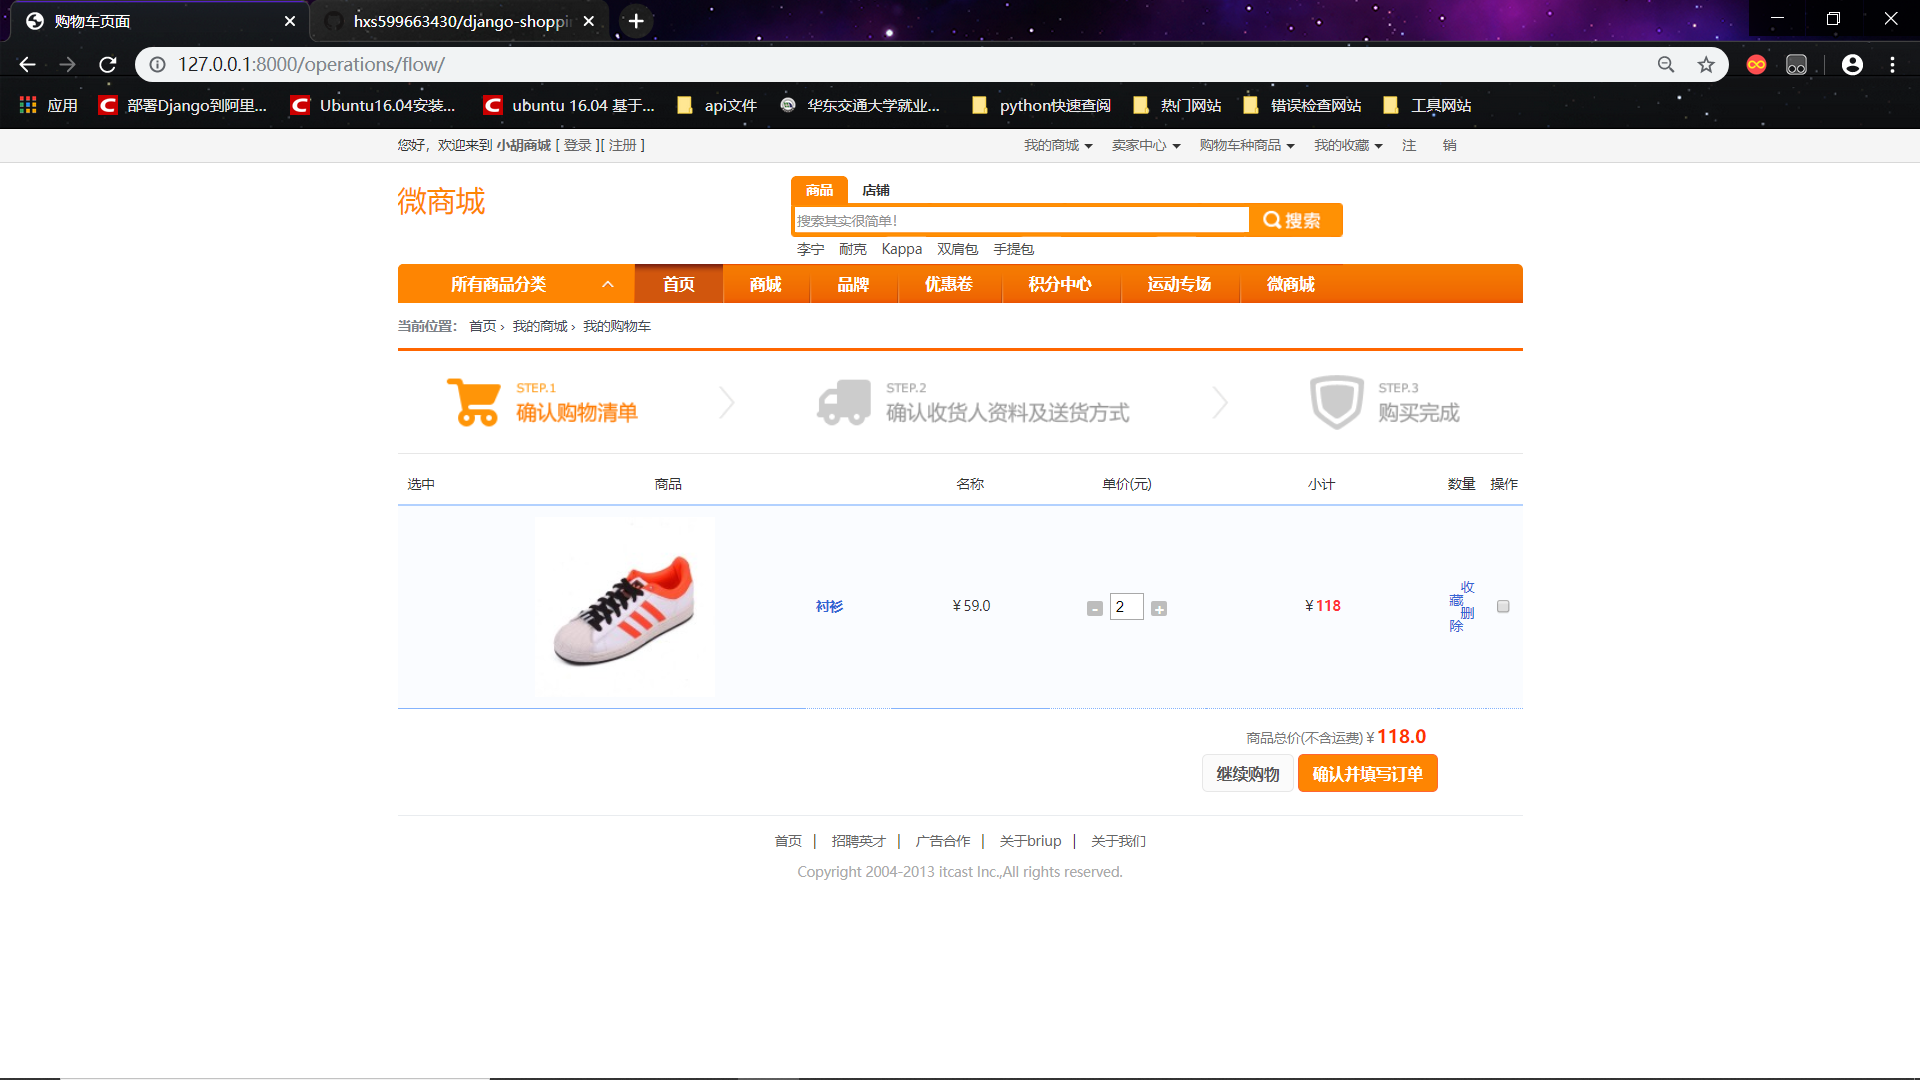 购物车页面
hxs599663430/django-shoppin
127.0.0.1:8000/operations/flow/
应用 部署Django到阿里... Ubuntu16.04安装... ubuntu 16.04 基于... api文件 华东交通大学就业... python快速查阅 热门网站 错误检查网站 工具网站
您好，欢迎来到 小胡商城 [ 登录 ][ 注册 ] 我的商城 卖家中心 购物车种商品 我的收藏 注 销
微商城
商品 店铺
搜索其实很简单！ 搜索
李宁 耐克 Kappa 双肩包 手提包
所有商品分类 首页 商城 品牌 优惠卷 积分中心 运动专场 微商城
当前位置： 首页 › 我的商城 › 我的购物车
STEP.1 STEP.2 STEP.3
确认购物清单 确认收货人资料及送货方式 购买完成
选中 商品 名称 单价(元) 小计 数量 操作
衬衫 ￥59.0 - 2 + ￥118 收
藏
删
除
商品总价(不含运费)￥118.0
继续购物 确认并填写订单
首页 | 招聘英才 | 广告合作 | 关于briup | 关于我们
Copyright 2004-2013 itcast Inc.,All rights reserved.